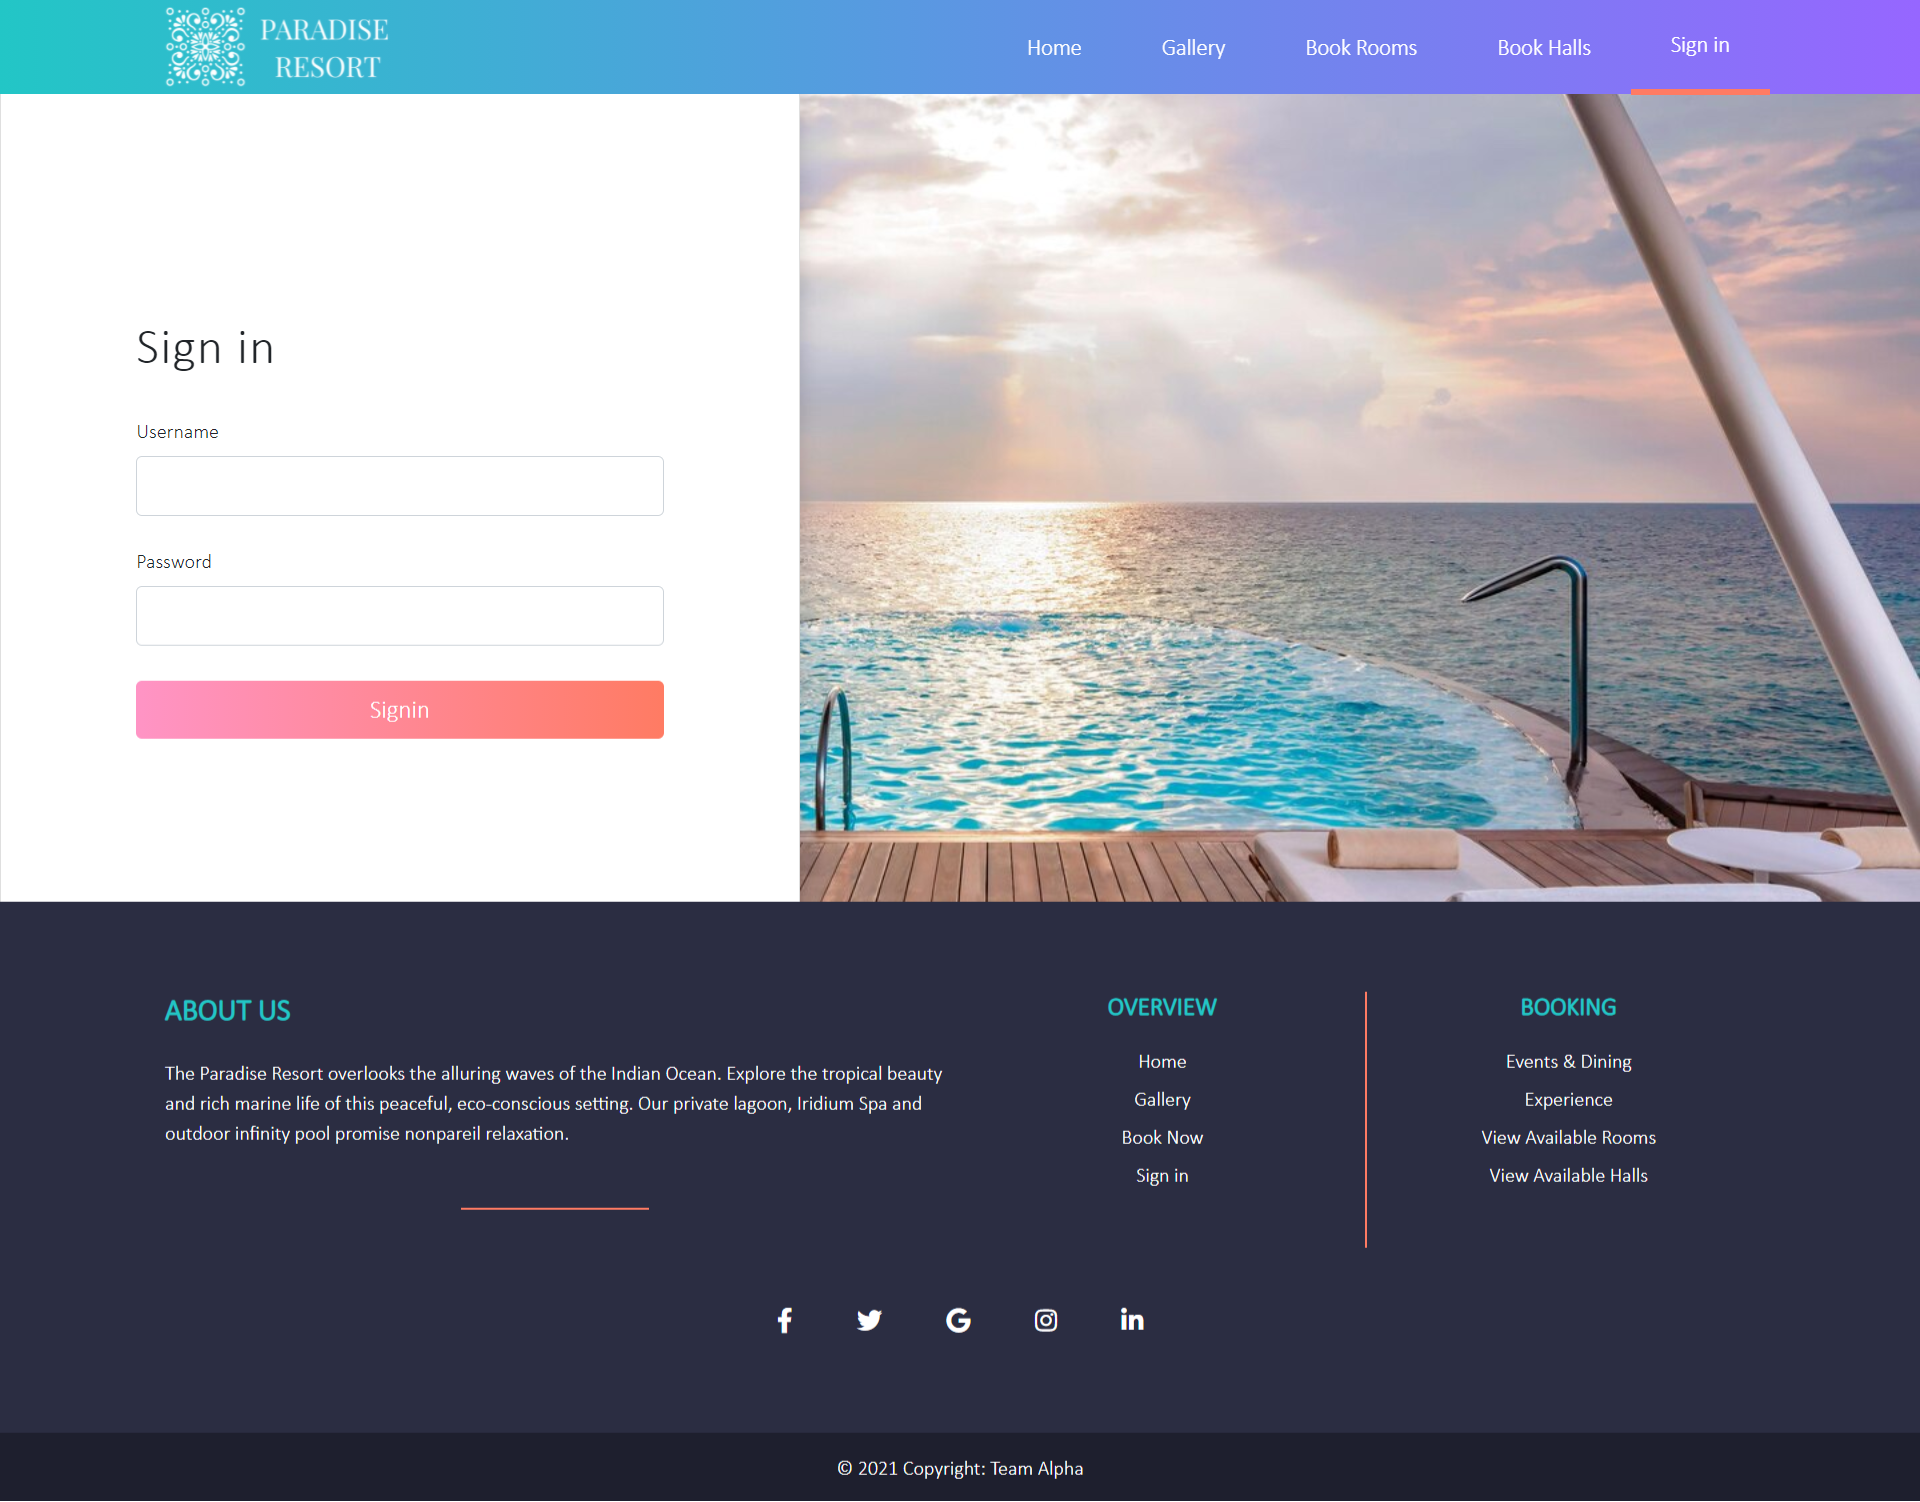 PARADISE
RESORT
Home
Gallery
Book Rooms
Book Halls
Sign in
Sign in
Username
Password
Signin
ABOUT US
The Paradise Resort overlooks the alluring waves of the Indian Ocean. Explore the tropical beauty
and rich marine life of this peaceful, eco-conscious setting. Our private lagoon, Iridium Spa and
outdoor infinity pool promise nonpareil relaxation.
OVERVIEW
Home
Gallery
Book Now
Sign in
BOOKING
Events & Dining
Experience
View Available Rooms
View Available Halls
© 2021 Copyright: Team Alpha